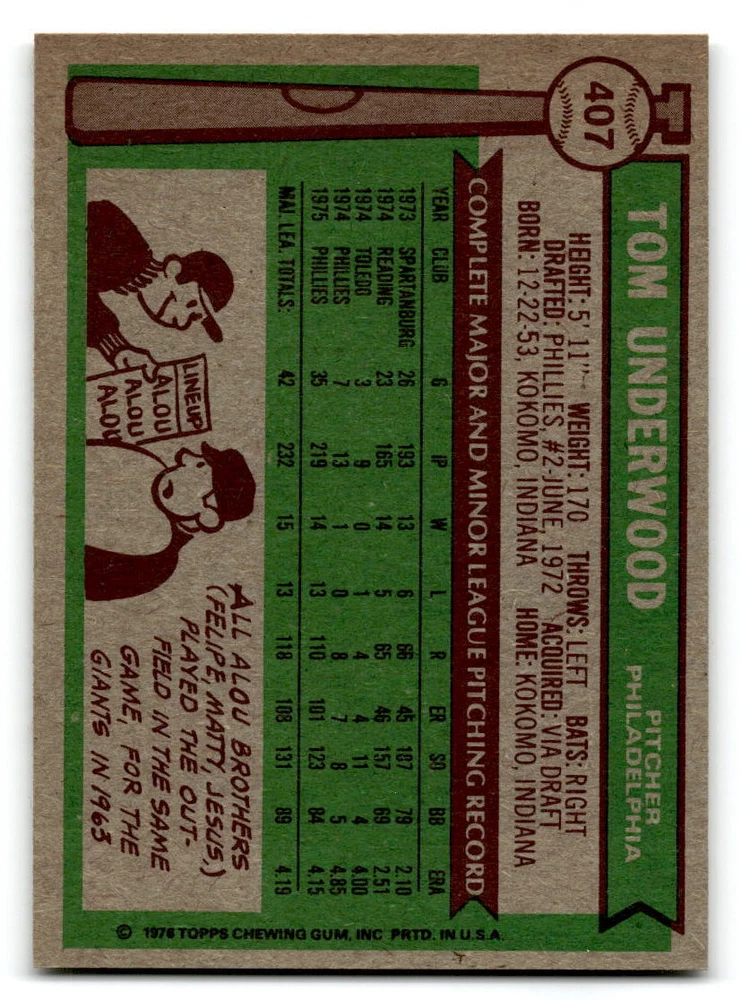 407
TOM UNDERWOOD
PITCHER
PHILADELPHIA
HEIGHT: 5' 11" WEIGHT: 170 THROWS: LEFT BATS: RIGHT
DRAFTED: PHILLIES, #2-JUNE, 1972 ACQUIRED: VIA DRAFT
BORN: 12-22-53, KOKOMO, INDIANA HOME: KOKOMO, INDIANA
COMPLETE MAJOR AND MINOR LEAGUE PITCHING RECORD
YEAR CLUB G IP W L R ER SO BB ERA
1973 SPARTANBURG 26 193 13 6 66 45 187 79 2.10
1974 READING 23 165 14 5 65 46 157 69 2.51
1974 TOLEDO 3 9 0 1 4 4 11 4 4.00
1974 PHILLIES 7 13 1 0 8 7 8 5 4.85
1975 PHILLIES 35 219 14 13 110 101 123 84 4.15
MAJ. LEA. TOTALS: 42 232 15 13 118 108 131 89 4.19
LINEUP
ALOU
ALOU
ALOU
ALL ALOU BROTHERS
(FELIPE, MATTY, JESUS,)
PLAYED THE OUT-
FIELD IN THE SAME
GAME, FOR THE
GIANTS IN 1963
© 1976 TOPPS CHEWING GUM, INC PRTD. IN U.S.A.